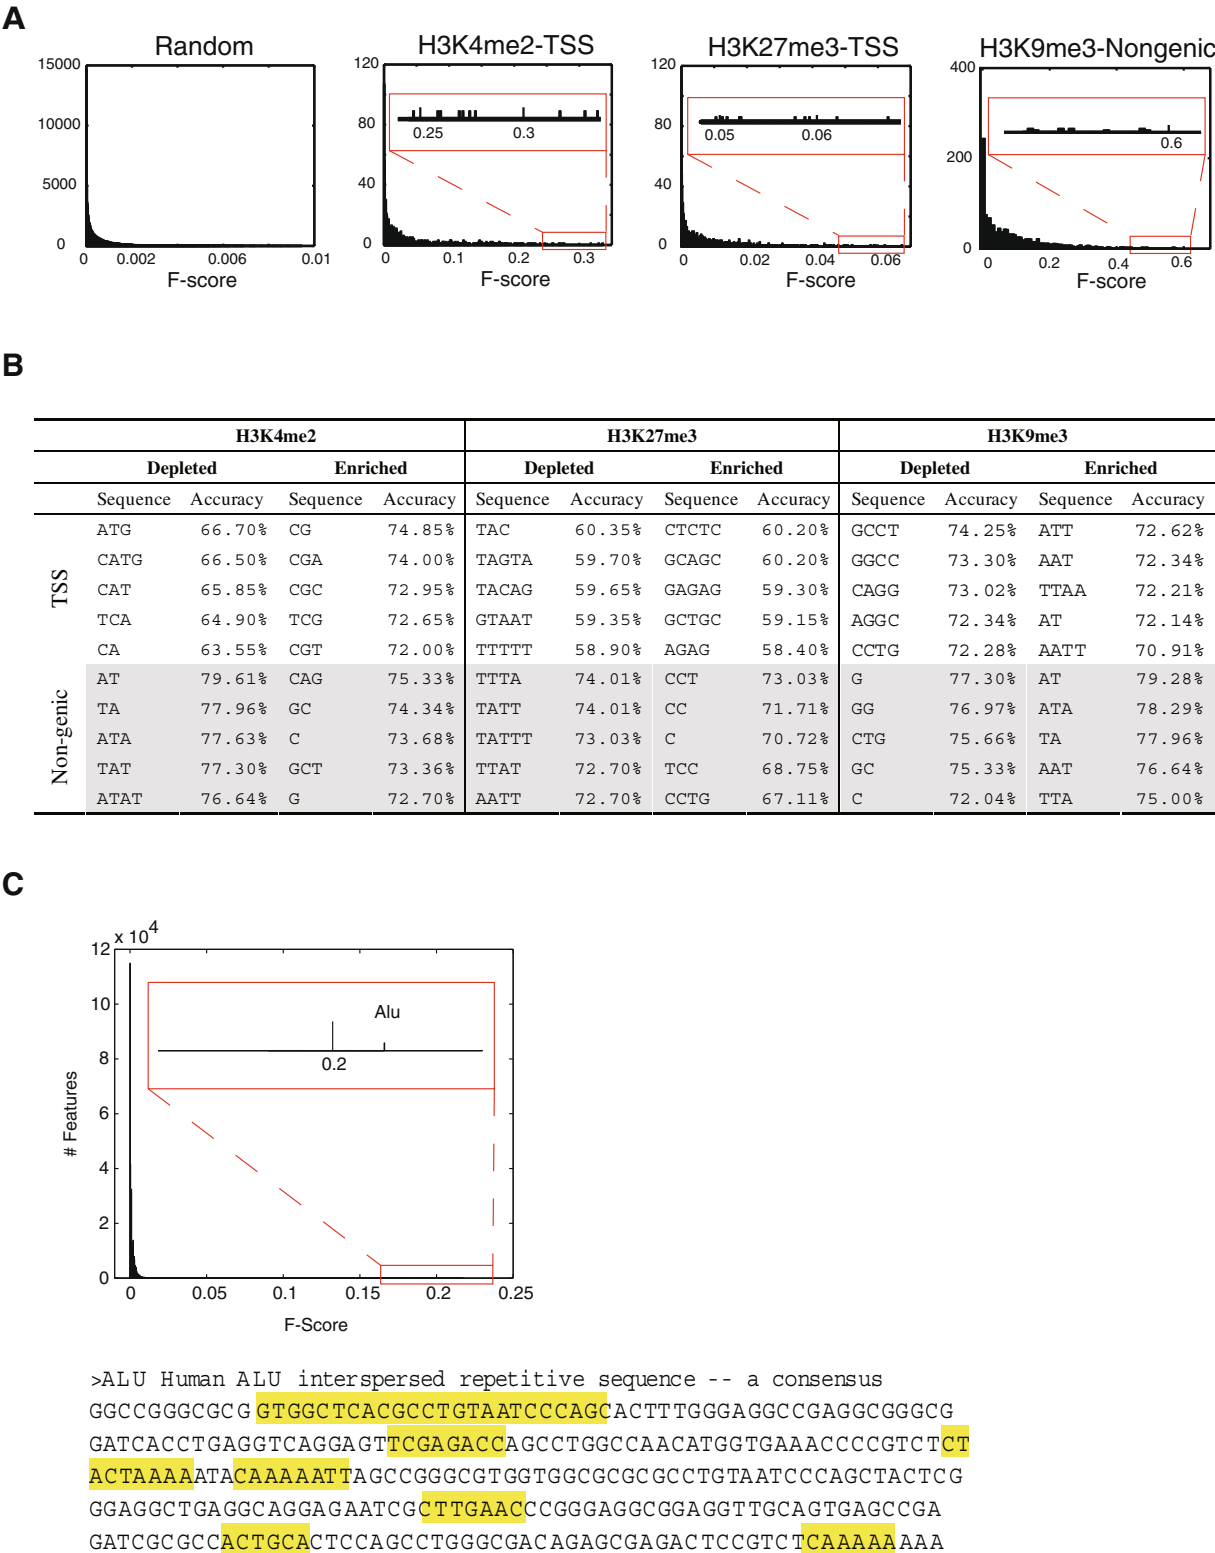 A
Random
H3K4me2-TSS
H3K27me3-TSS
H3K9me3-Nongenic
15000
10000
5000
0
0
0.002
0.006
0.01
F-score
120
80
40
0
0.25
0.3
0
0.1
0.2
0.3
F-score
120
80
40
0
0.05
0.06
0
0.02
0.04
0.06
F-score
400
200
0
0.6
0
0.2
0.4
0.6
F-score
B
H3K4me2 H3K27me3 H3K9me3
Depleted Enriched Depleted Enriched Depleted Enriched
Sequence Accuracy Sequence Accuracy Sequence Accuracy Sequence Accuracy Sequence Accuracy Sequence Accuracy
TSS
ATG 66.70% CG 74.85% TAC 60.35% CTCTC 60.20% GCCT 74.25% ATT 72.62%
CATG 66.50% CGA 74.00% TAGTA 59.70% GCAGC 60.20% GGCC 73.30% AAT 72.34%
CAT 65.85% CGC 72.95% TACAG 59.65% GAGAG 59.30% CAGG 73.02% TTAA 72.21%
TCA 64.90% TCG 72.65% GTAAT 59.35% GCTGC 59.15% AGGC 72.34% AT 72.14%
CA 63.55% CGT 72.00% TTTTT 58.90% AGAG 58.40% CCTG 72.28% AATT 70.91%
Non-genic
AT 79.61% CAG 75.33% TTTA 74.01% CCT 73.03% G 77.30% AT 79.28%
TA 77.96% GC 74.34% TATT 74.01% CC 71.71% GG 76.97% ATA 78.29%
ATA 77.63% C 73.68% TATTT 73.03% C 70.72% CTG 75.66% TA 77.96%
TAT 77.30% GCT 73.36% TTAT 72.70% TCC 68.75% GC 75.33% AAT 76.64%
ATAT 76.64% G 72.70% AATT 72.70% CCTG 67.11% C 72.04% TTA 75.00%
C
x 10^4
12
10
8
6
4
2
0
# Features
Alu
0.2
0
0.05
0.1
0.15
0.2
0.25
F-Score
>ALU Human ALU interspersed repetitive sequence -- a consensus
GGCCGGGCGCGGTGGCTCACGCCTGTAATCCCAGCACTTTGGGAGGCCGAGGCGGGCG
GATCACCTGAGGTCAGGAGTTCGAGACCAGCCTGGCCAACATGGTGAAACCCCGTCTCT
ACTAAAAATACAAAAATTAGCCGGGCGTGGTGGCGCGCGCCTGTAATCCCAGCTACTCG
GGAGGCTGAGGCAGGAGAATCGCTTGAACCCGGGAGGCGGAGGTTGCAGTGAGCCGA
GATCGCGCCACTGCACTCCAGCCTGGGCGACAGAGCGAGACTCCGTCTCAAAAAAAA